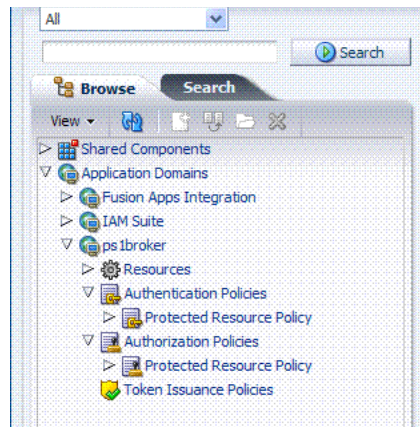 All
Search
Browse
Search
View
Shared Components
Application Domains
Fusion Apps Integration
IAM Suite
ps1broker
Resources
Authentication Policies
Protected Resource Policy
Authorization Policies
Protected Resource Policy
Token Issuance Policies